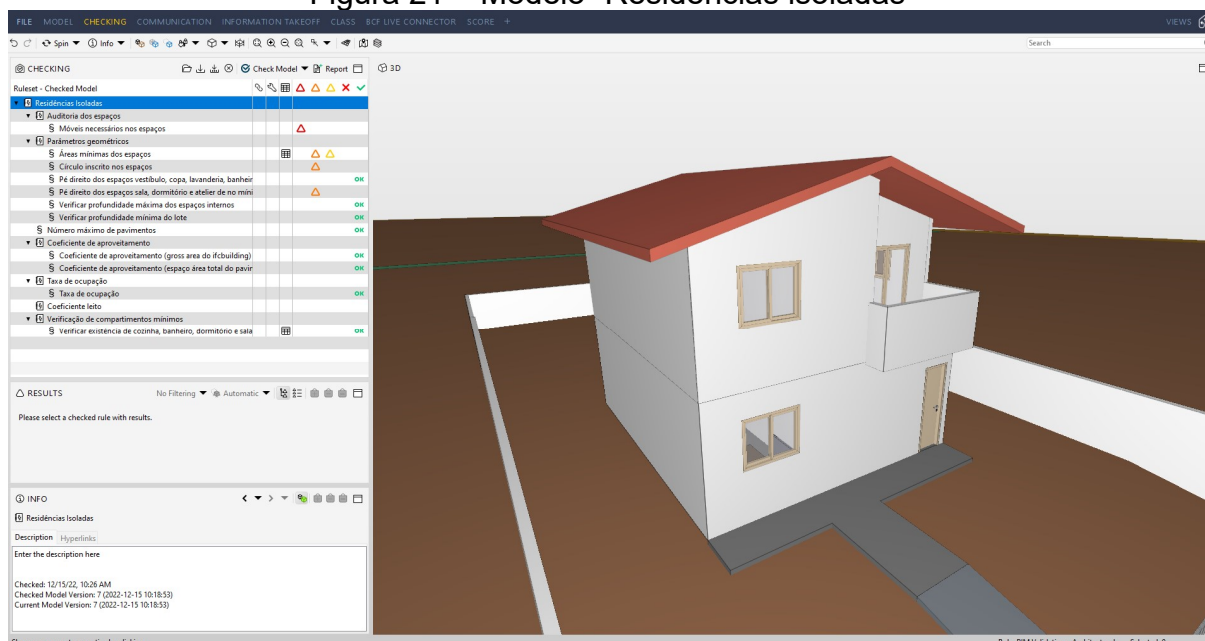 Figura 21 – Modelo "Residências Isoladas"
FILE MODEL CHECKING COMMUNICATION INFORMATION TAKEOFF CLASS BCF LIVE CONNECTOR SCORE + VIEWS
Spin Info Search
CHECKING Check Model Report 3D
Ruleset - Checked Model
Residências Isoladas
Auditoria dos espaços
§ Móveis necessários nos espaços
Parâmetros geométricos
§ Áreas mínimas dos espaços
§ Círculo inscrito nos espaços
§ Pé direito dos espaços vestíbulo, copa, lavanderia, banheir OK
§ Pé direito dos espaços sala, dormitório e atelier de no míni
§ Verificar profundidade máxima dos espaços internos OK
§ Verificar profundidade mínima do lote OK
§ Número máximo de pavimentos OK
Coeficiente de aproveitamento
§ Coeficiente de aproveitamento (gross area do ifcbuilding) OK
§ Coeficiente de aproveitamento (espaço área total do pavir OK
Taxa de ocupação
§ Taxa de ocupação OK
Coeficiente leito
Verificação de compartimentos mínimos
§ Verificar existência de cozinha, banheiro, dormitório e sala OK
RESULTS No Filtering Automatic
Please select a checked rule with results.
INFO
Residências Isoladas
Description Hyperlinks
Enter the description here
Checked: 12/15/22, 10:26 AM
Checked Model Version: 7 (2022-12-15 10:18:53)
Current Model Version: 7 (2022-12-15 10:18:53)